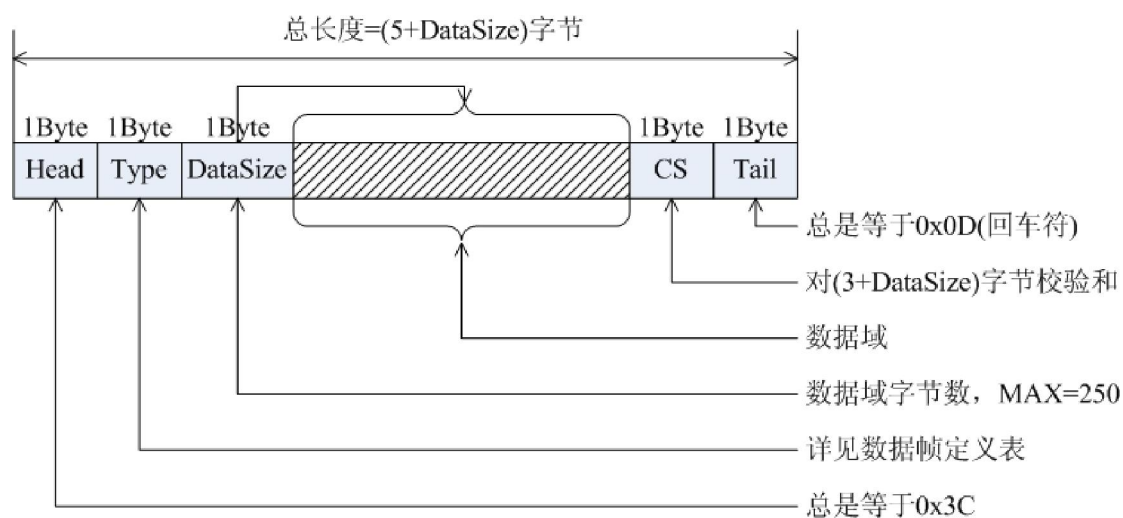 总长度=(5+DataSize)字节
1Byte 1Byte 1Byte 1Byte 1Byte
Head Type DataSize CS Tail
总是等于0x0D(回车符)
对(3+DataSize)字节校验和
数据域
数据域字节数，MAX=250
详见数据帧定义表
总是等于0x3C